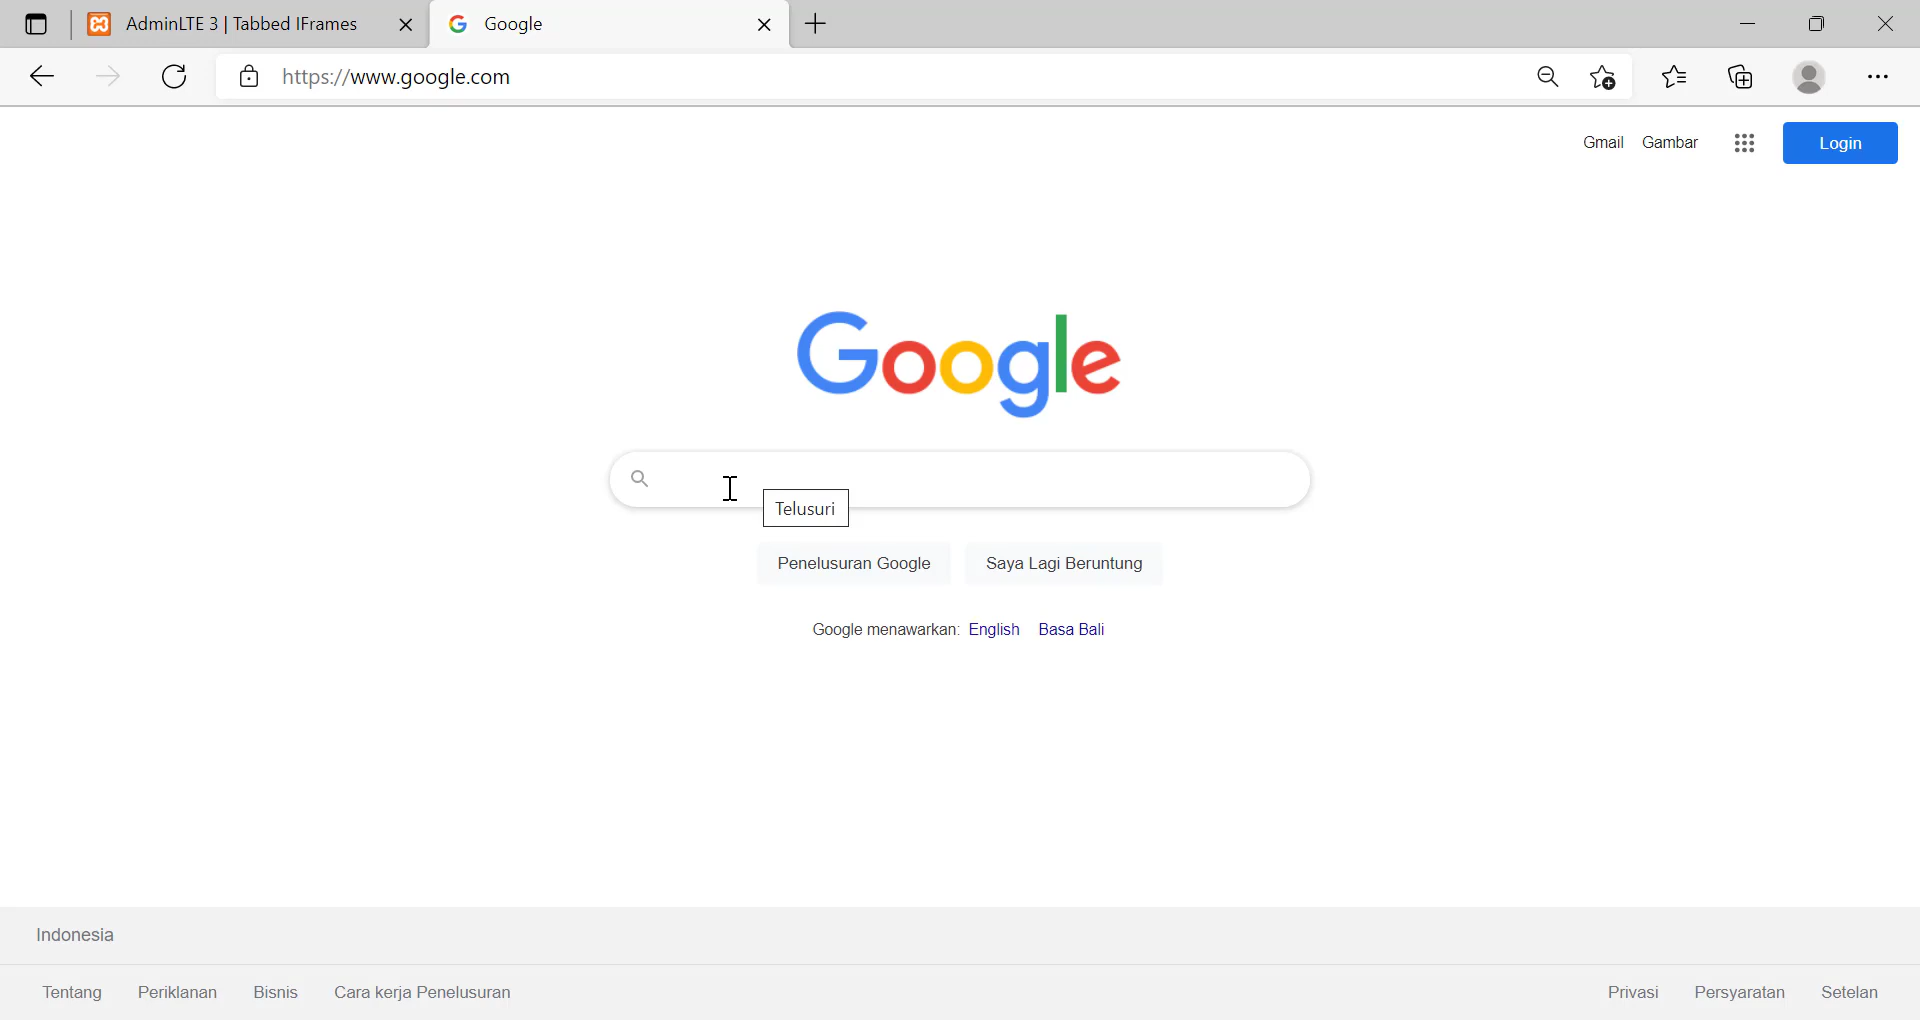 AdminLTE 3 | Tabbed IFrames
Google
https://www.google.com
Gmail Gambar Login
Google
Telusuri
Penelusuran Google Saya Lagi Beruntung
Google menawarkan: English Basa Bali
Indonesia
Tentang Periklanan Bisnis Cara kerja Penelusuran Privasi Persyaratan Setelan